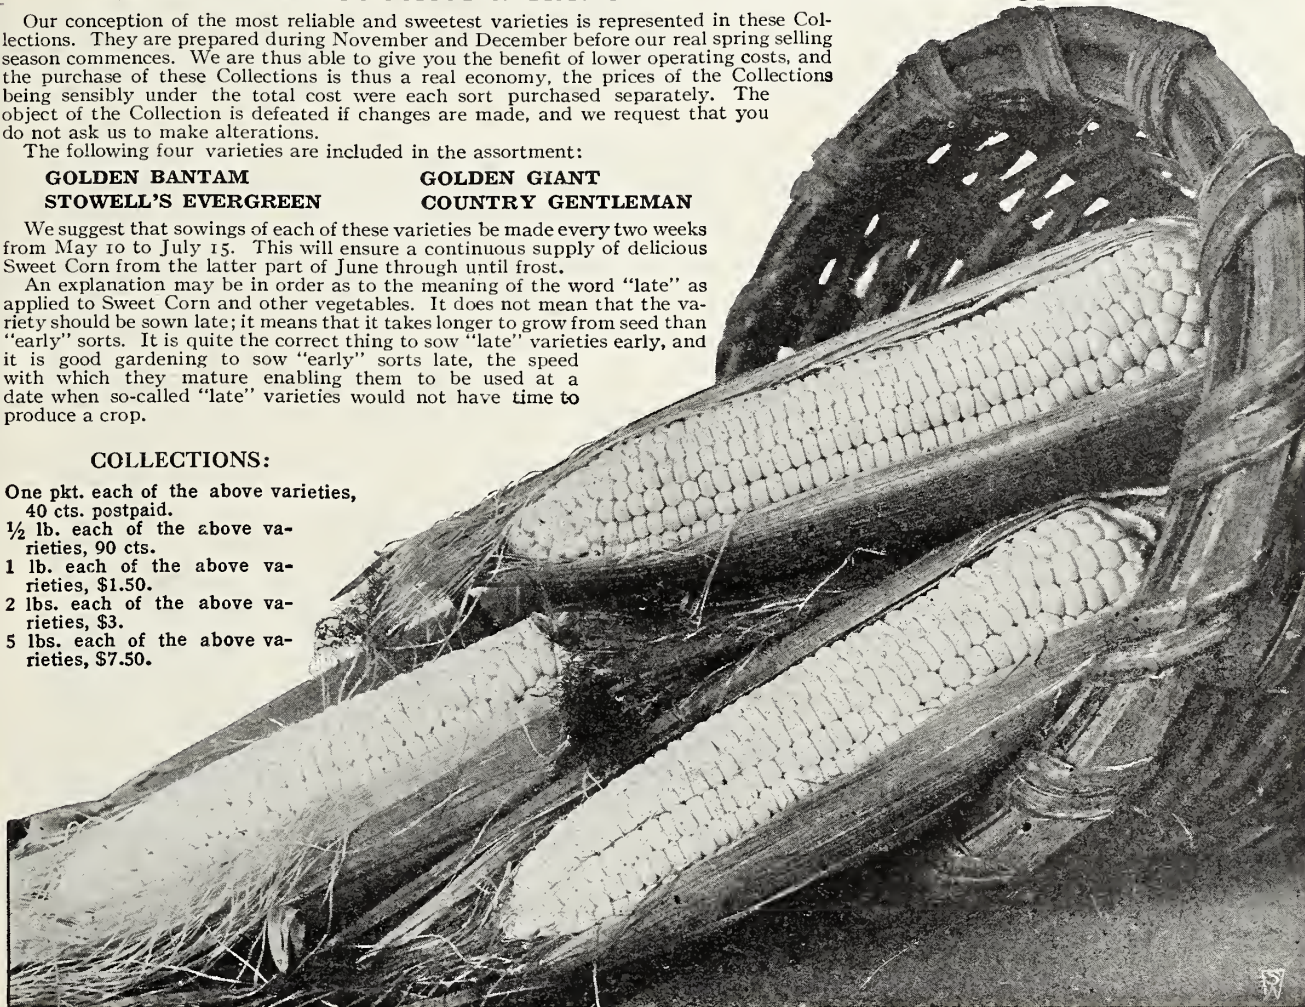 Our conception of the most reliable and sweetest varieties is represented in these Col-
lections. They are prepared during November and December before our real spring selling
season commences. We are thus able to give you the benefit of lower operating costs, and
the purchase of these Collections is thus a real economy, the prices of the Collections
being sensibly under the total cost were each sort purchased separately. The
object of the Collection is defeated if changes are made, and we request that you
do not ask us to make alterations.
The following four varieties are included in the assortment:
GOLDEN BANTAM GOLDEN GIANT
STOWELL'S EVERGREEN COUNTRY GENTLEMAN
We suggest that sowings of each of these varieties be made every two weeks
from May 10 to July 15. This will ensure a continuous supply of delicious
Sweet Corn from the latter part of June through until frost.
An explanation may be in order as to the meaning of the word "late" as
applied to Sweet Corn and other vegetables. It does not mean that the va-
riety should be sown late; it means that it takes longer to grow from seed than
"early" sorts. It is quite the correct thing to sow "late" varieties early, and
it is good gardening to sow "early" sorts late, the speed
with which they mature enabling them to be used at a
date when so-called "late" varieties would not have time to
produce a crop.
COLLECTIONS:
One pkt. each of the above varieties,
40 cts. postpaid.
½ lb. each of the above va-
rieties, 90 cts.
1 lb. each of the above va-
rieties, $1.50.
2 lbs. each of the above va-
rieties, $3.
5 lbs. each of the above va-
rieties, $7.50.